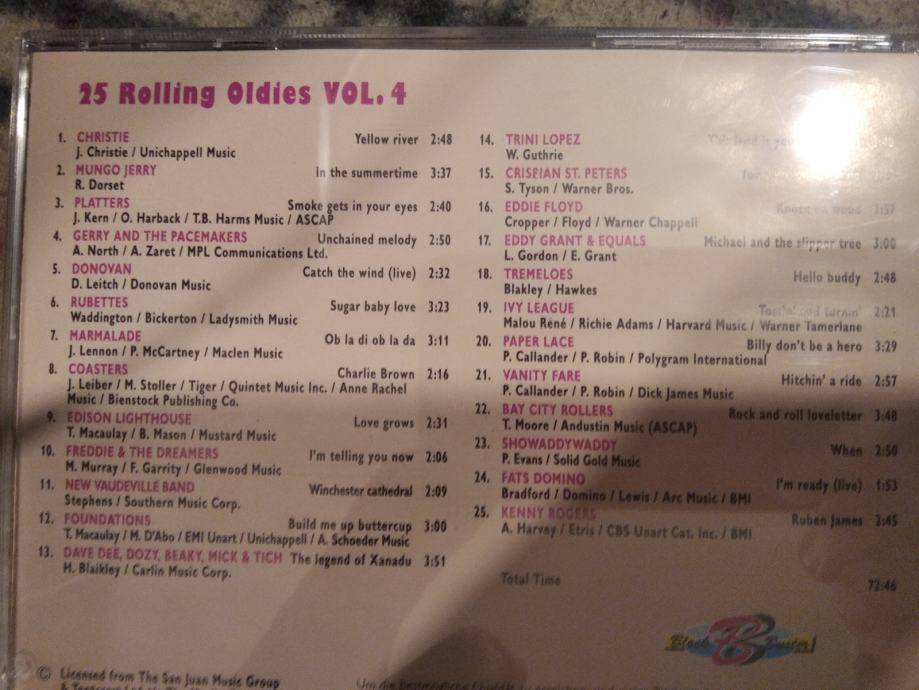 25 Rolling Oldies VOL. 4
1. CHRISTIE Yellow river 2:48
J. Christie / Unichappell Music
2. MUNGO JERRY In the summertime 3:37
R. Dorset
3. PLATTERS Smoke gets in your eyes 2:40
J. Kern / O. Harback / T.B. Harms Music / ASCAP
4. GERRY AND THE PACEMAKERS Unchained melody 2:50
A. North / A. Zaret / MPL Communications Ltd.
5. DONOVAN Catch the wind (live) 2:32
D. Leitch / Donovan Music
6. RUBETTES Sugar baby love 3:23
Waddington / Bickerton / Ladysmith Music
7. MARMALADE Ob la di ob la da 3:11
J. Lennon / P. McCartney / Maclen Music
8. COASTERS Charlie Brown 2:16
J. Leiber / M. Stoller / Tiger / Quintet Music Inc. / Anne Rachel
Music / Bienstock Publishing Co.
9. EDISON LIGHTHOUSE Love grows 2:31
T. Macaulay / B. Mason / Mustard Music
10. FREDDIE & THE DREAMERS I'm telling you now 2:06
M. Murray / F. Garrity / Glenwood Music
11. NEW VAUDEVILLE BAND Winchester cathedral 2:09
Stephens / Southern Music Corp.
12. FOUNDATIONS Build me up buttercup 3:00
T. Macaulay / M. D'Abo / EMI Unart / Unichappell / A. Schoeder Music
13. DAVE DEE, DOZY, BEAKY, MICK & TICH The legend of Xanadu 3:51
H. Blaikley / Carlin Music Corp.
14. TRINI LOPEZ This land is
W. Guthrie
15. CRISPIAN ST. PETERS
S. Tyson / Warner Bros.
16. EDDIE FLOYD Knock on wood 2:57
Cropper / Floyd / Warner Chappell
17. EDDY GRANT & EQUALS Michael and the slipper tree 3:00
L. Gordon / E. Grant
18. TREMELOES Hello buddy 2:48
Blakley / Hawkes
19. IVY LEAGUE Tossin' and turnin' 2:21
Malou René / Richie Adams / Harvard Music / Warner Tamerlane
20. PAPER LACE Billy don't be a hero 3:29
P. Callander / P. Robin / Polygram International
21. VANITY FARE Hitchin' a ride 2:57
P. Callander / P. Robin / Dick James Music
22. BAY CITY ROLLERS Rock and roll loveletter 3:48
T. Moore / Andustin Music (ASCAP)
23. SHOWADDYWADDY When 2:50
P. Evans / Solid Gold Music
24. FATS DOMINO I'm ready (live) 1:53
Bradford / Domino / Lewis / Arc Music / BMI
25. KENNY ROGERS Ruben James 2:45
A. Harvey / Etris / CBS Unart Cat. Inc. / BMI
Total Time 72:46
Block B Buster!
© Licensed from The San Juan Music Group
Um die